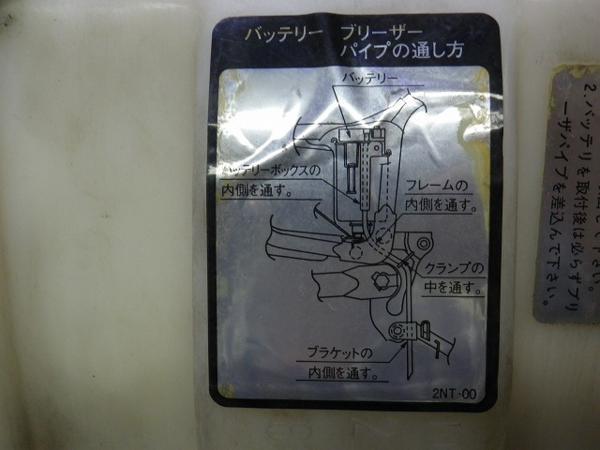 バッテリー ブリーザー
パイプの通し方
バッテリー
バッテリーボックスの
内側を通す。
フレームの
内側を通す。
クランプの
中を通す。
ブラケットの
内側を通す。
2NT-00
2.バッテリを取付後は必らずブリ
ーザパイプを差込んで下さい。